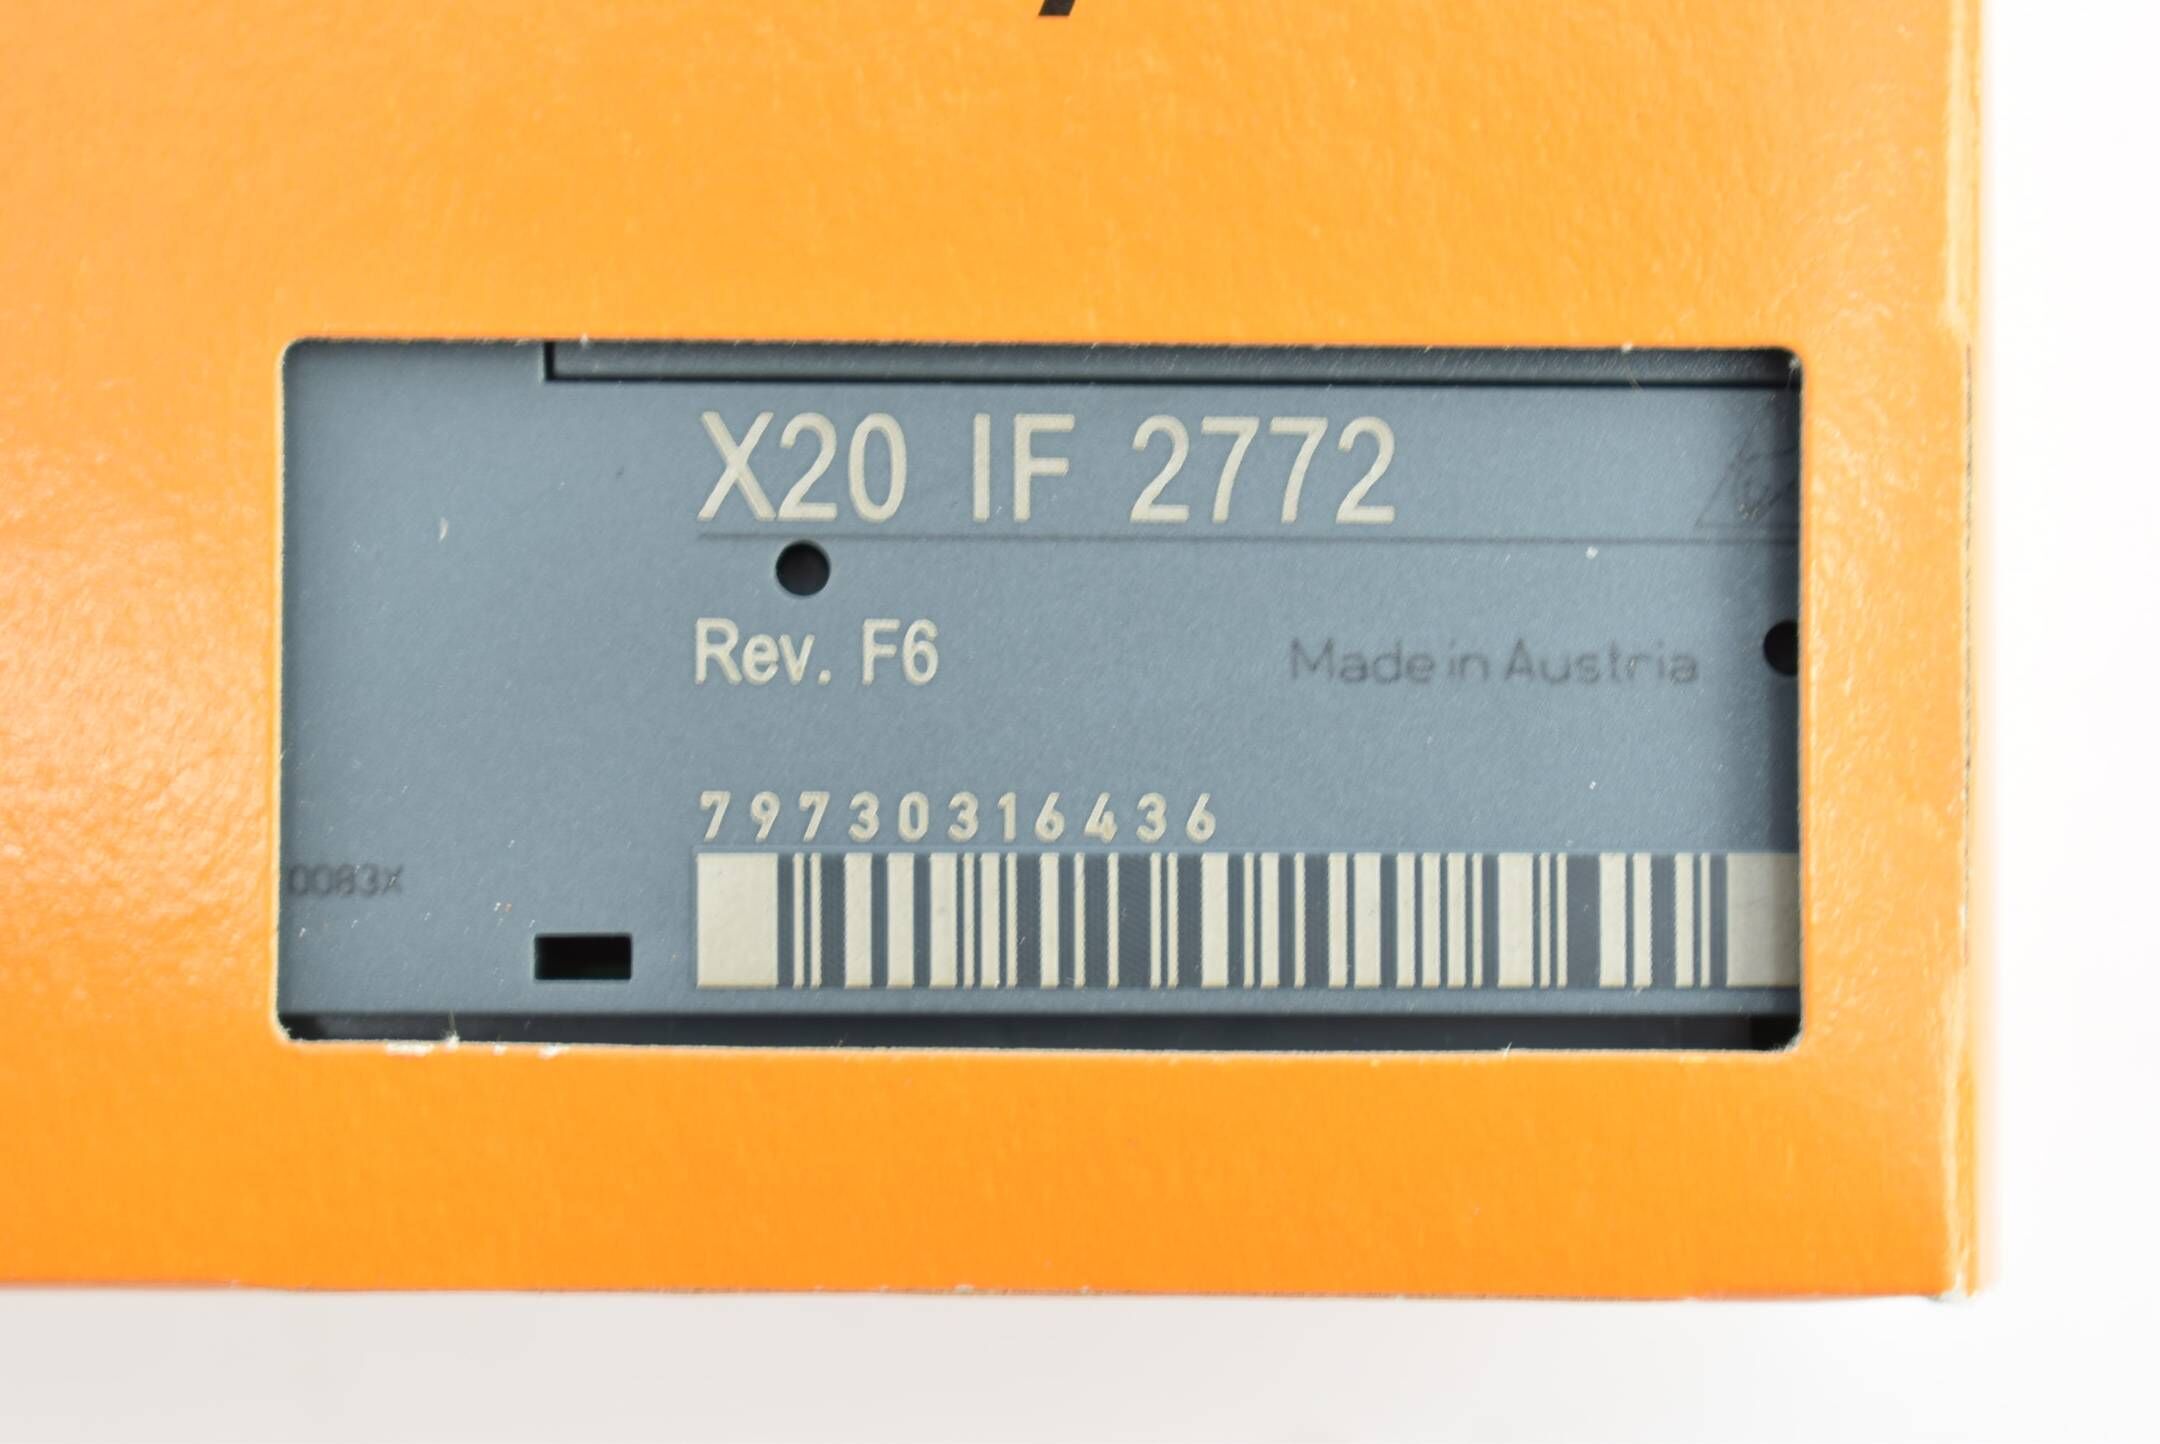 X20 IF 2772
Rev. F6
Made in Austria
79730316436
0083X